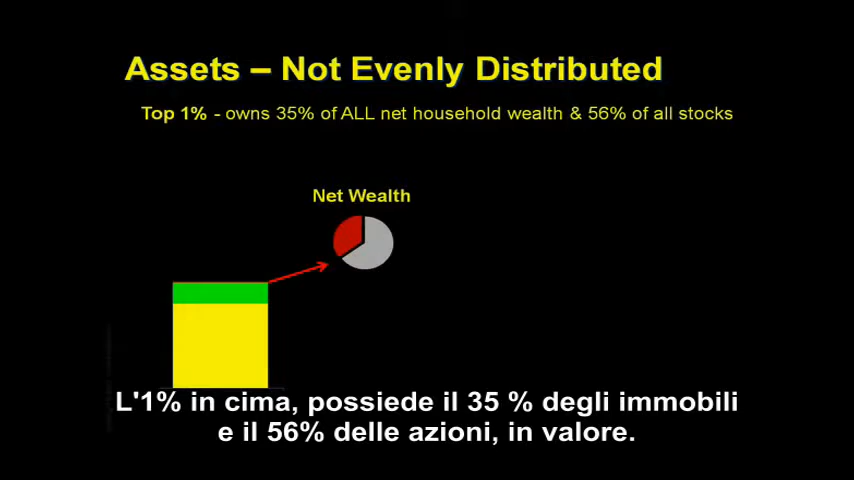 Assets – Not Evenly Distributed
Top 1% - owns 35% of ALL net household wealth & 56% of all stocks
Net Wealth
L'1% in cima, possiede il 35 % degli immobili
e il 56% delle azioni, in valore.